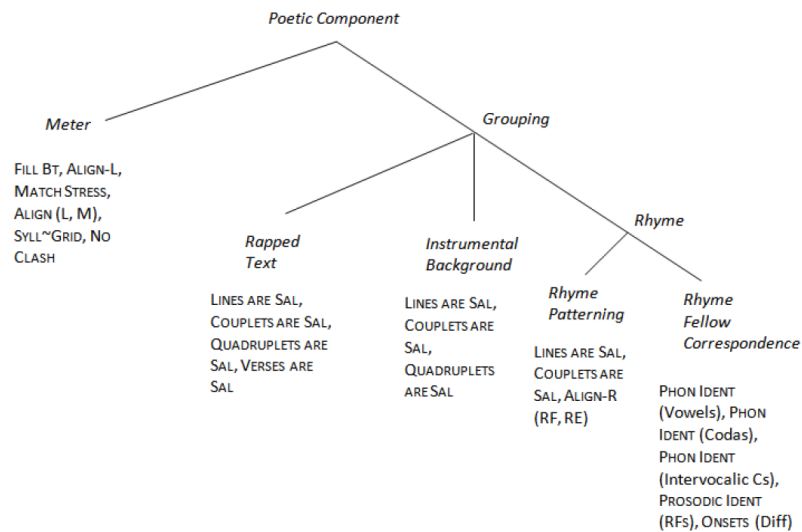 Poetic Component
Meter
FILL BT, ALIGN-L,
MATCH STRESS,
ALIGN (L, M),
SYLL~GRID, NO
CLASH
Grouping
Rapped
Text
LINES ARE SAL,
COUPLETS ARE SAL,
QUADRUPLETS ARE
SAL, VERSES ARE
SAL
Instrumental
Background
LINES ARE SAL,
COUPLETS ARE
SAL,
QUADRUPLETS
ARE SAL
Rhyme
Rhyme
Patterning
LINES ARE SAL,
COUPLETS ARE
SAL, ALIGN-R
(RF, RE)
Rhyme
Fellow
Correspondence
PHON IDENT
(Vowels), PHON
IDENT (Codas),
PHON IDENT
(Intervocalic Cs),
PROSODIC IDENT
(RFs), ONSETS (Diff)